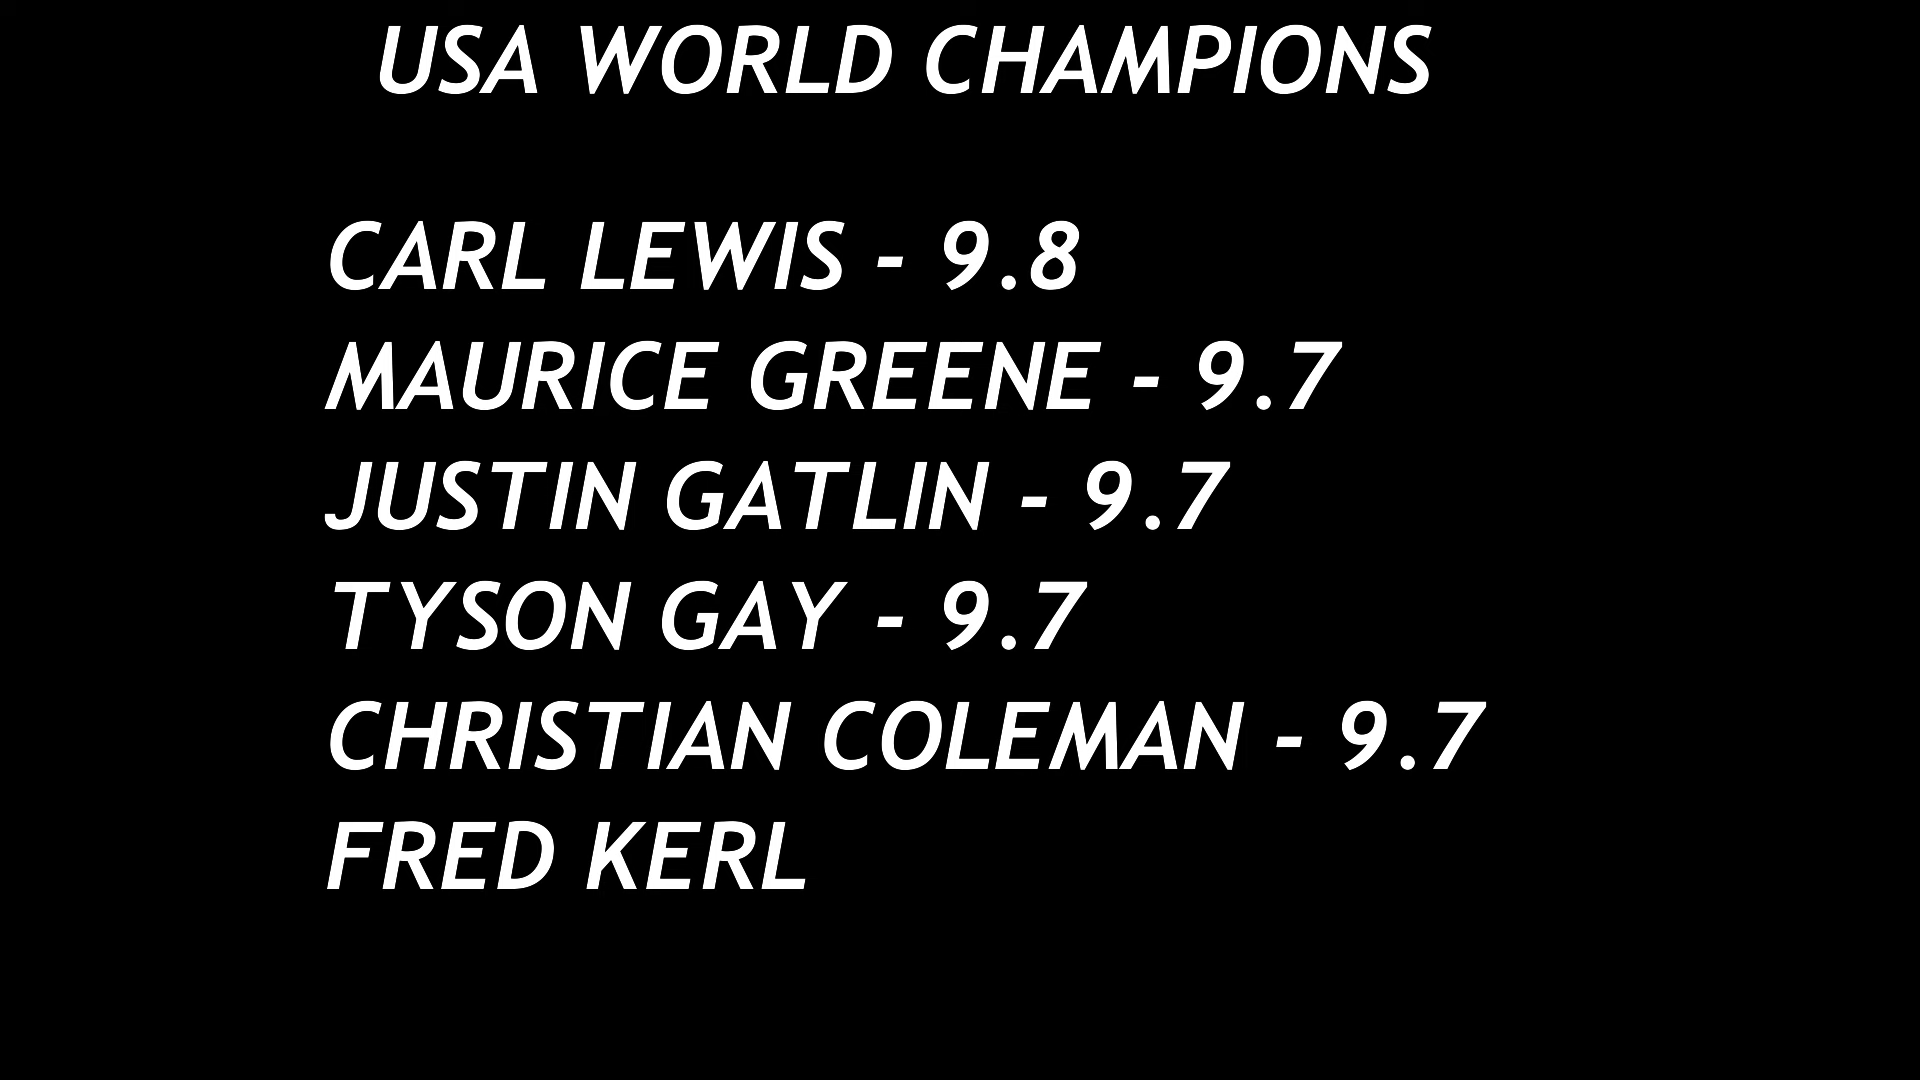 USA WORLD CHAMPIONS
CARL LEWIS - 9.8
MAURICE GREENE - 9.7
JUSTIN GATLIN - 9.7
TYSON GAY - 9.7
CHRISTIAN COLEMAN - 9.7
FRED KERL